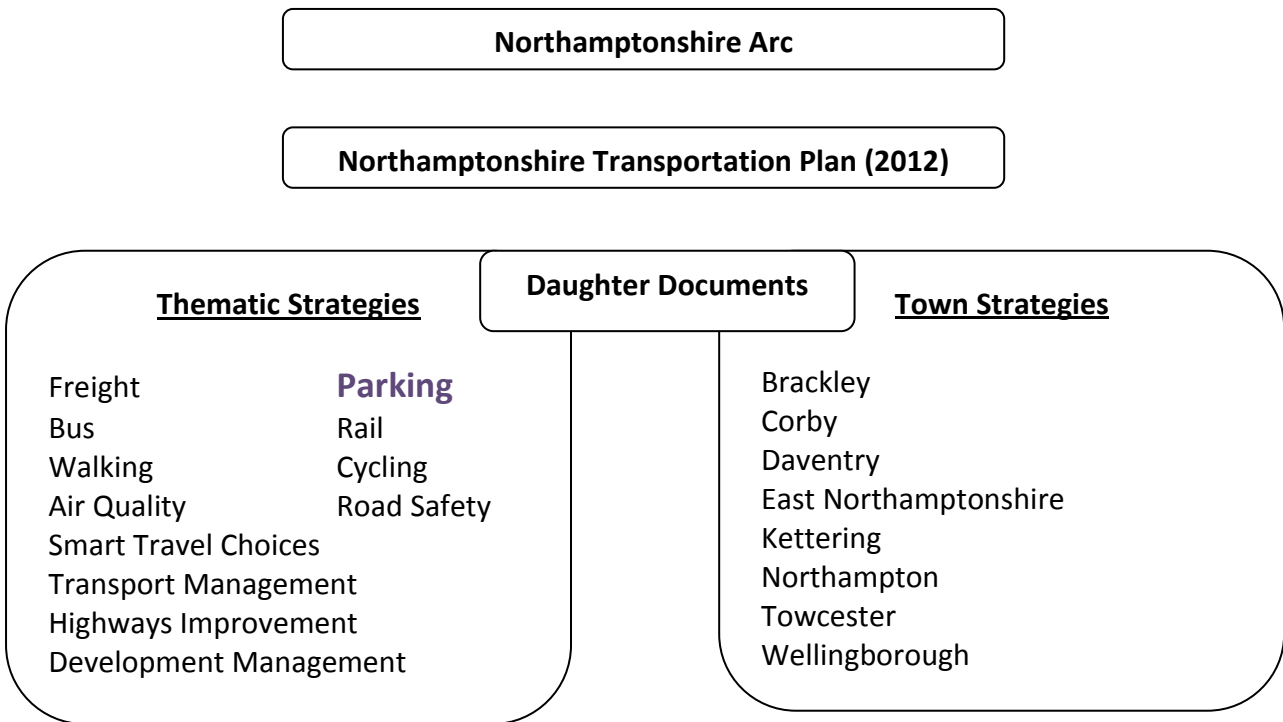 Northamptonshire Arc
Northamptonshire Transportation Plan (2012)
Daughter Documents
Thematic Strategies
Freight
Parking
Bus
Rail
Walking
Cycling
Air Quality
Road Safety
Smart Travel Choices
Transport Management
Highways Improvement
Development Management
Town Strategies
Brackley
Corby
Daventry
East Northamptonshire
Kettering
Northampton
Towcester
Wellingborough